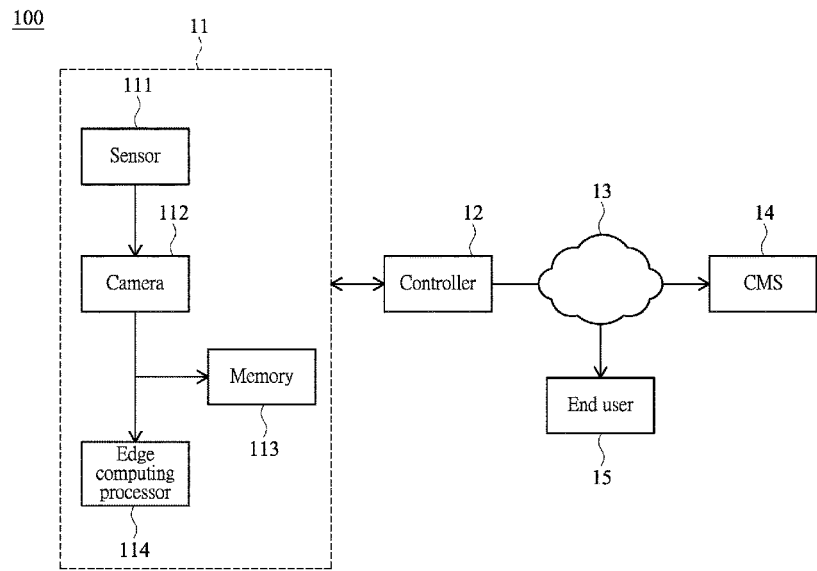 100
11
111
Sensor
112
Camera
Memory
113
Edge
computing
processor
114
12
Controller
13
14
CMS
End user
15